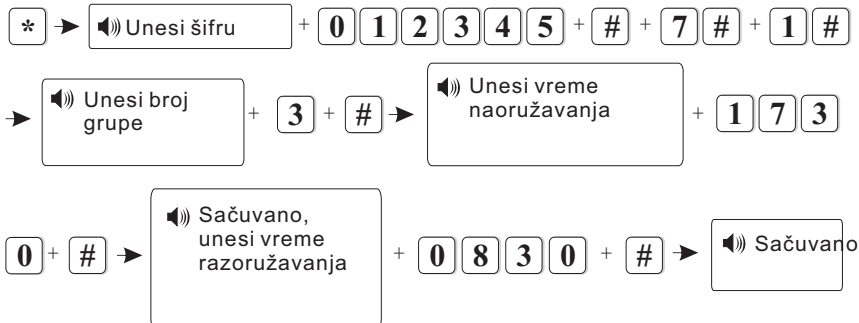 * Unesi šifru + 0 1 2 3 4 5 + # + 7 # + 1 #
Unesi broj
grupe
+ 3 + #
Unesi vreme
naoružavanja
+ 1 7 3
0 + #
Sačuvano,
unesi vreme
razoružavanja
+ 0 8 3 0 + #
Sačuvano